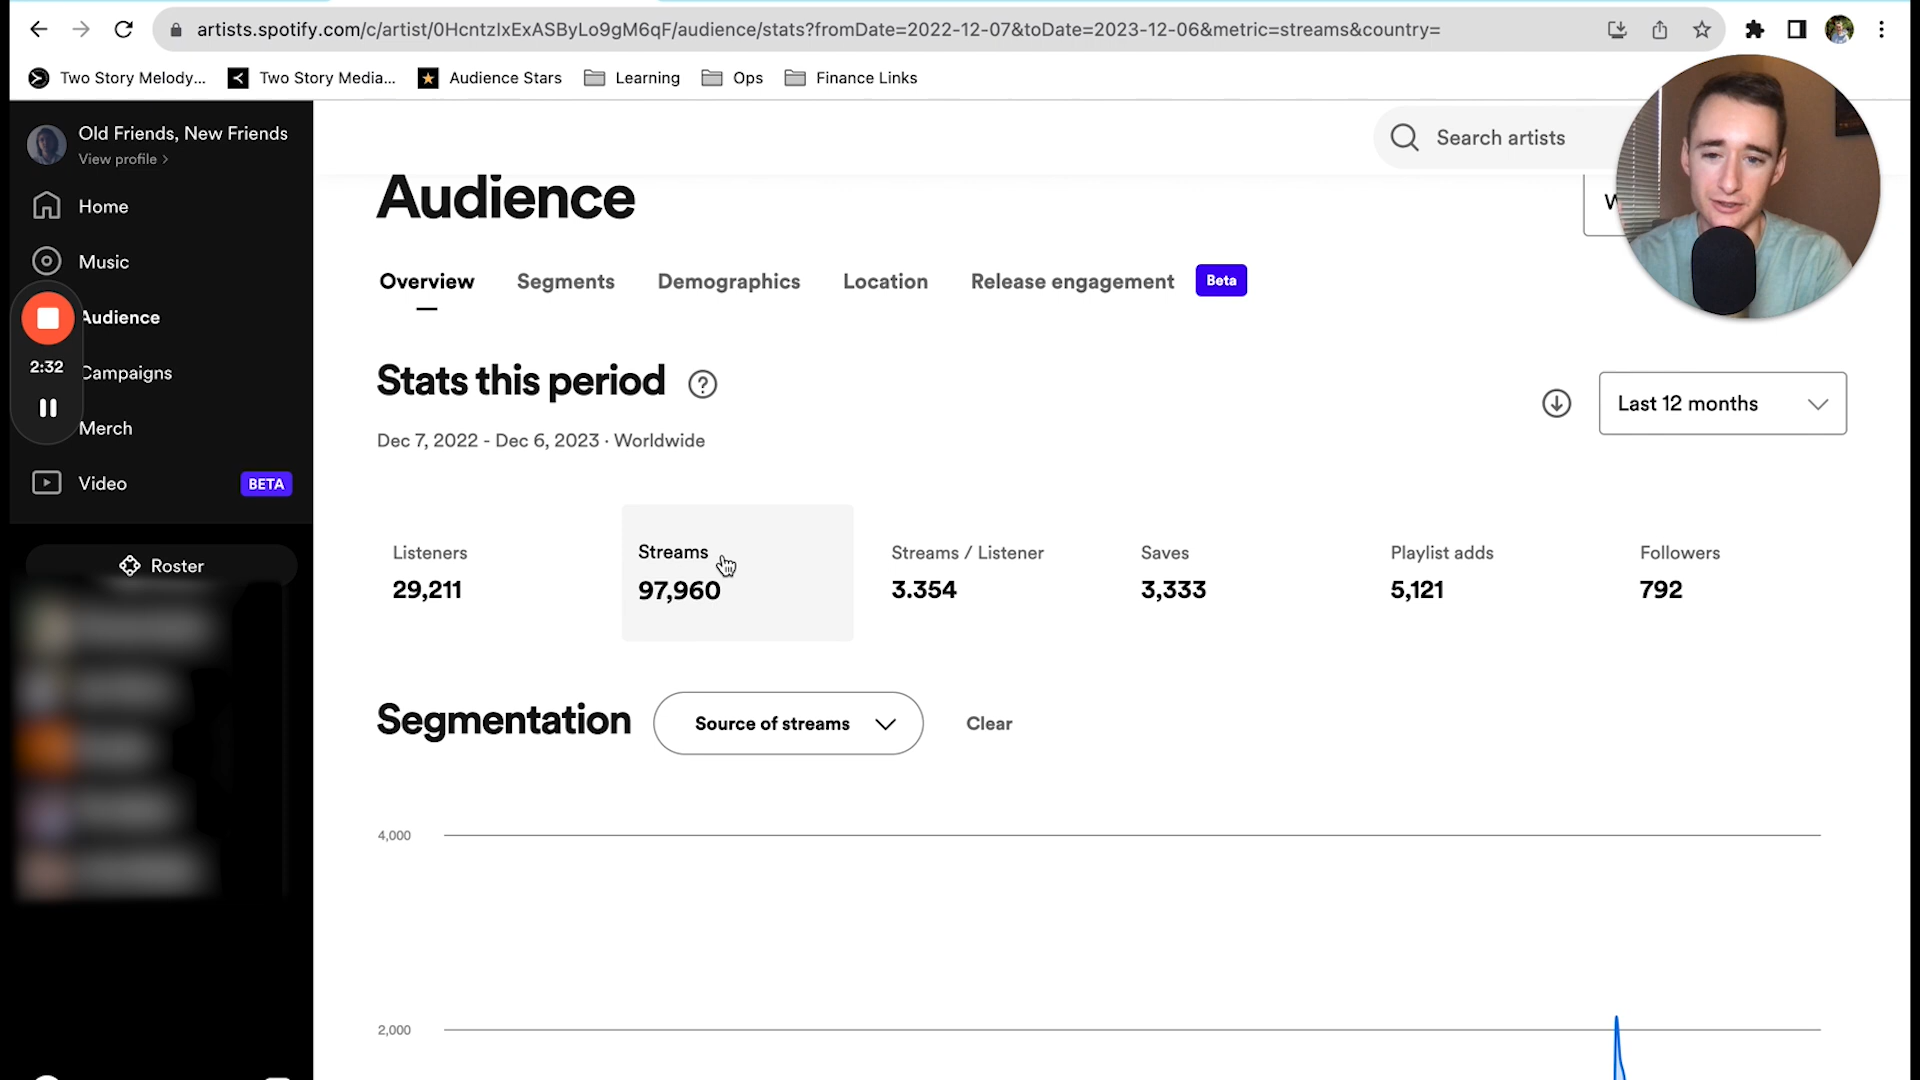 artists.spotify.com/c/artist/0HcntzIxExASByLo9gM6qF/audience/stats?fromDate=2022-12-07&toDate=2023-12-06&metric=streams&country=
Two Story Melody...
Two Story Media...
Audience Stars
Learning
Ops
Finance Links
Old Friends, New Friends
View profile
Home
Music
Audience
Campaigns
Merch
Video
BETA
2:32
Roster
Search artists
Audience
Overview
Segments
Demographics
Location
Release engagement
Beta
Stats this period
Dec 7, 2022 - Dec 6, 2023 · Worldwide
Last 12 months
Listeners
29,211
Streams
97,960
Streams / Listener
3.354
Saves
3,333
Playlist adds
5,121
Followers
792
Segmentation
Source of streams
Clear
4,000
2,000